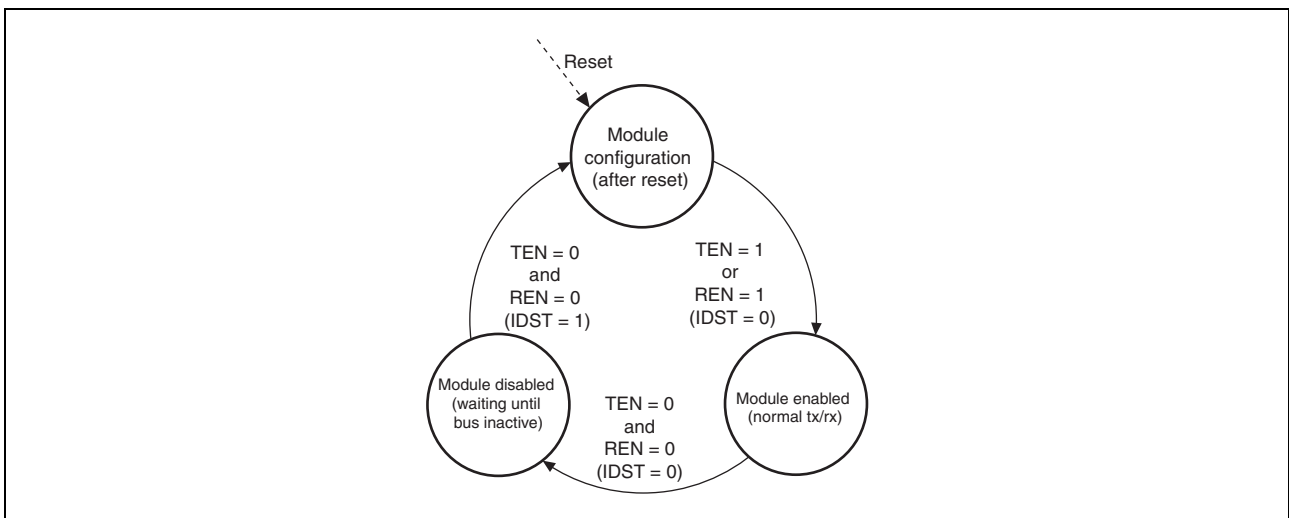 Reset
Module
configuration
(after reset)
TEN = 0
and
REN = 0
(IDST = 1)
TEN = 1
or
REN = 1
(IDST = 0)
Module disabled
(waiting until
bus inactive)
TEN = 0
and
REN = 0
(IDST = 0)
Module enabled
(normal tx/rx)